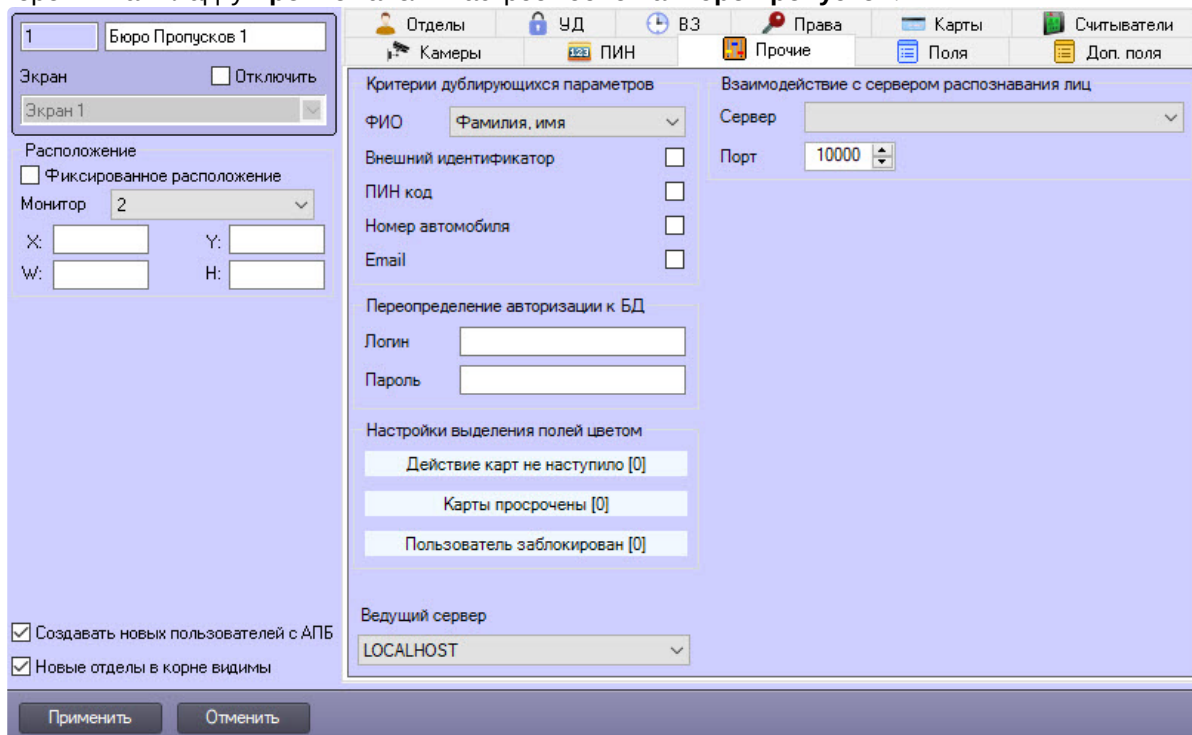 1 Бюро Пропусков 1
Экран Отключить
Экран 1
Расположение
Фиксированное расположение
Монитор 2
X: Y:
W: H:
Создавать новых пользователей с АПБ
Новые отделы в корне видимы
Отделы УД ВЗ Права Карты Считыватели
Камеры ПИН Прочие Поля Доп. поля
Критерии дублирующихся параметров
ФИО Фамилия, имя
Внешний идентификатор
ПИН код
Номер автомобиля
Email
Переопределение авторизации к БД
Логин
Пароль
Настройки выделения полей цветом
Действие карт не наступило [0]
Карты просрочены [0]
Пользователь заблокирован [0]
Ведущий сервер
LOCALHOST
Взаимодействие с сервером распознавания лиц
Сервер
Порт 10000
Применить Отменить